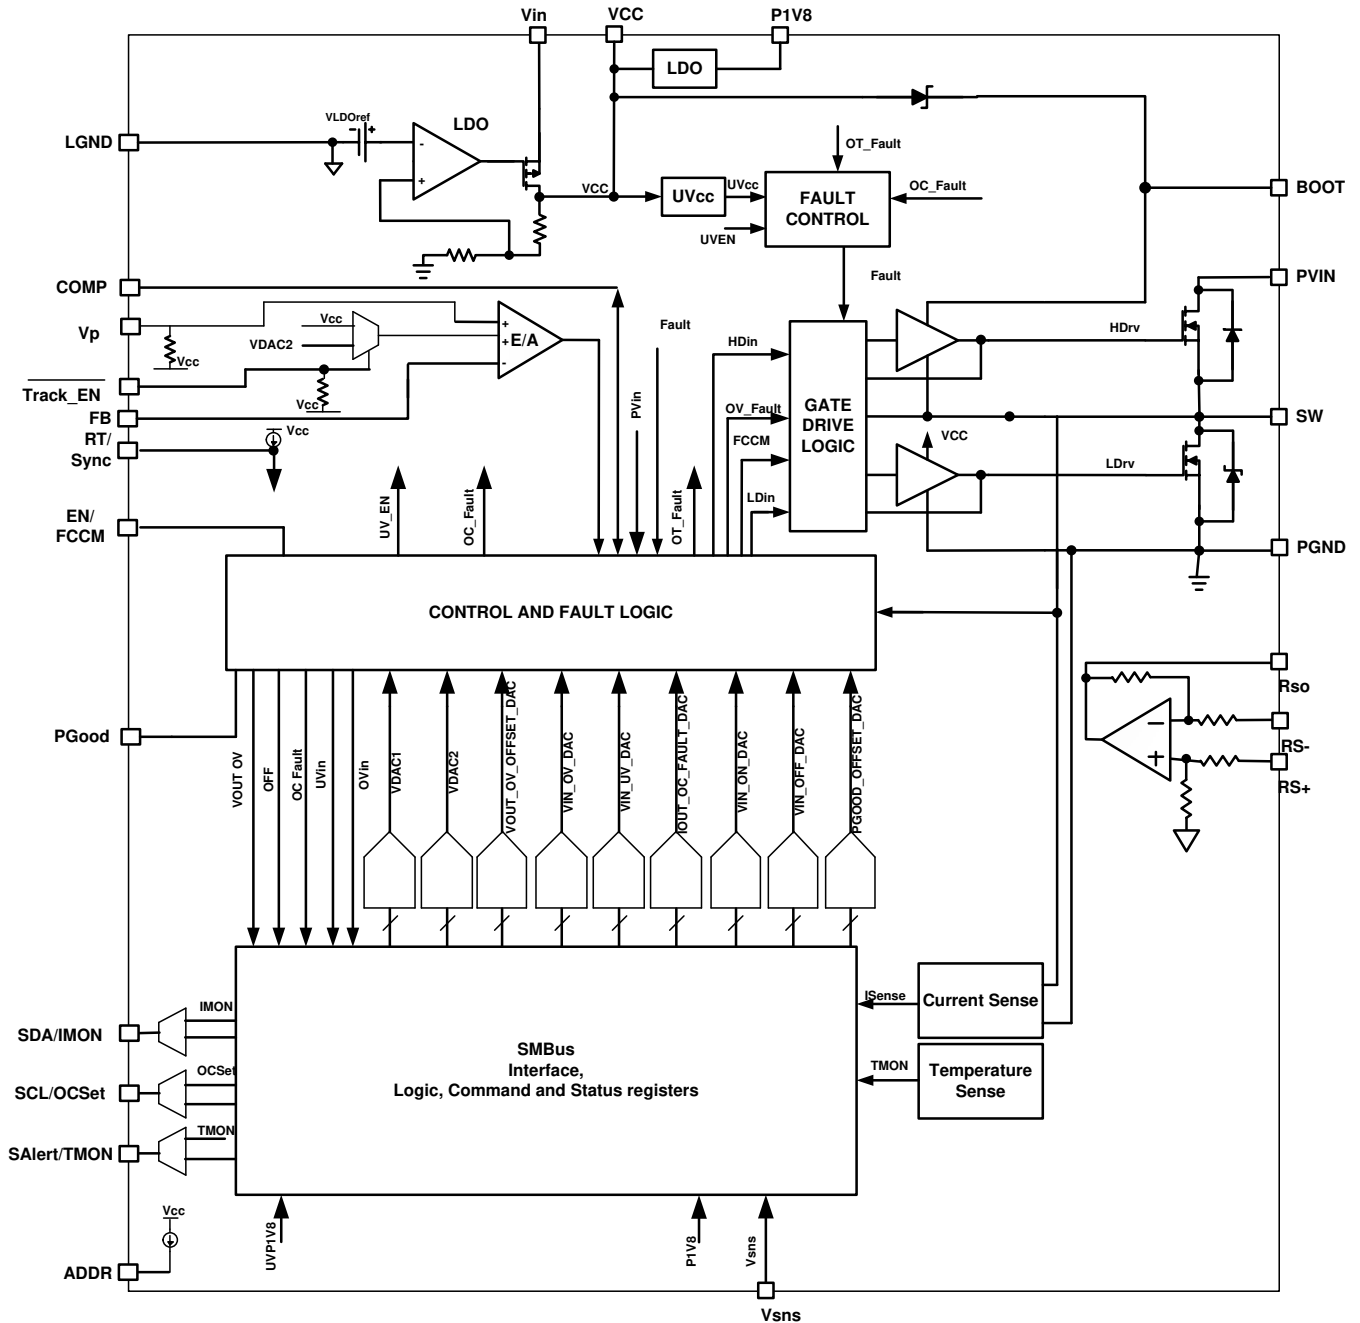 Vin
VCC
P1V8
LDO
VLDOref
-
+
LDO
-
+
LGND
OT_Fault
VCC
UVcc
UVcc
FAULT
CONTROL
OC_Fault
UVEN
BOOT
COMP
Fault
PVIN
Vp
Vcc
VDAC2
Vcc
+
+
-
E/A
Fault
HDin
HDrv
Track_EN
Vcc
FB
RT/
Sync
Vcc
PVin
OV_Fault
FCCM
LDin
GATE
DRIVE
LOGIC
VCC
SW
LDrv
EN/
FCCM
UV_EN
OC_Fault
OT_Fault
PGND
CONTROL AND FAULT LOGIC
Rso
−
+
RS-
RS+
PGood
VOUT OV
OFF
OC Fault
UVin
OVin
VDAC1
VDAC2
VOUT_OV_OFFSET_DAC
VIN_OV_DAC
VIN_UV_DAC
IOUT_OC_FAULT_DAC
VIN_ON_DAC
VIN_OFF_DAC
PGOOD_OFFSET_DAC
SDA/IMON
IMON
SCL/OCSet
OCSet
SAlert/TMON
TMON
SMBus
Interface,
Logic, Command and Status registers
ISense
Current Sense
TMON
Temperature
Sense
Vcc
ADDR
UVP1V8
P1V8
Vsns
Vsns